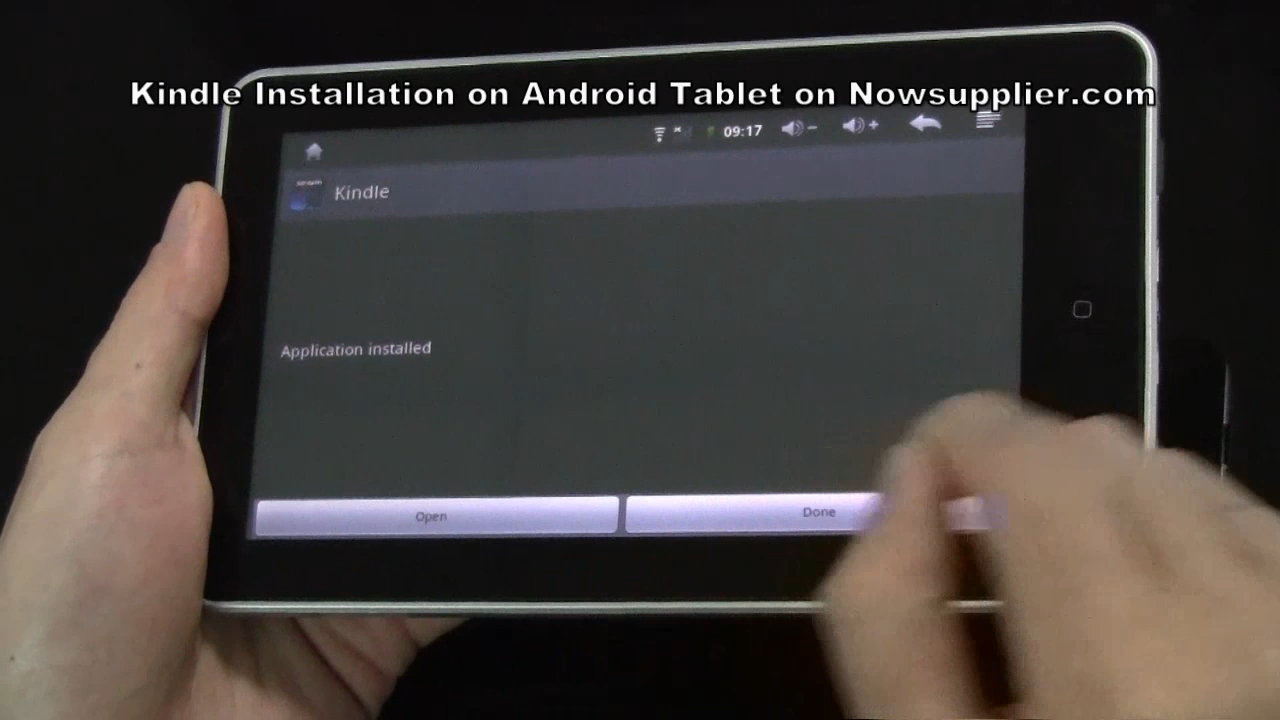 Kindle Installation on Android Tablet on Nowsupplier.com
09:17
Kindle
Application installed
Open
Done